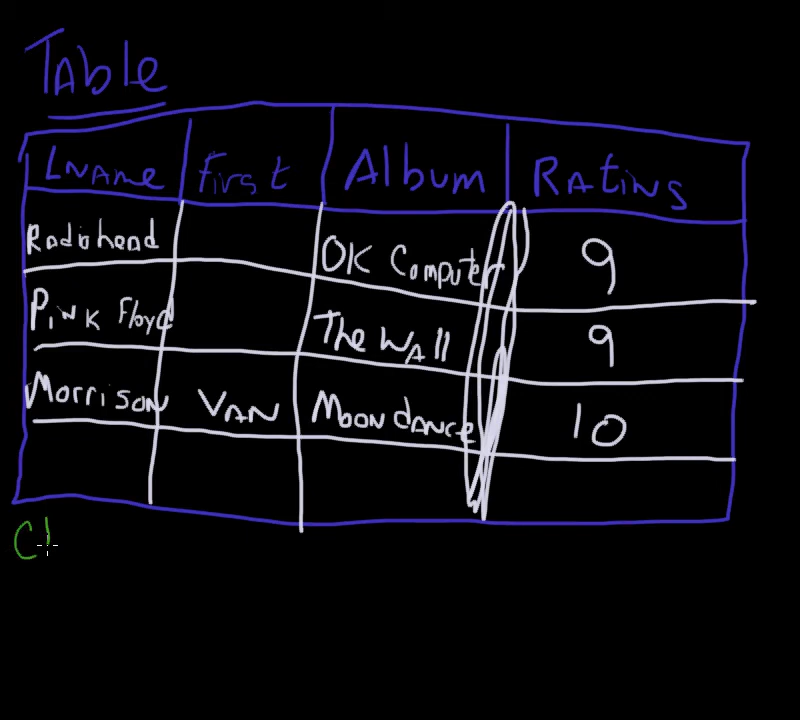 Table
Lname First Album Ratins
Radiohead OK Computer 9
Pink Floyd The Wall 9
Morrison Van Moondance 10